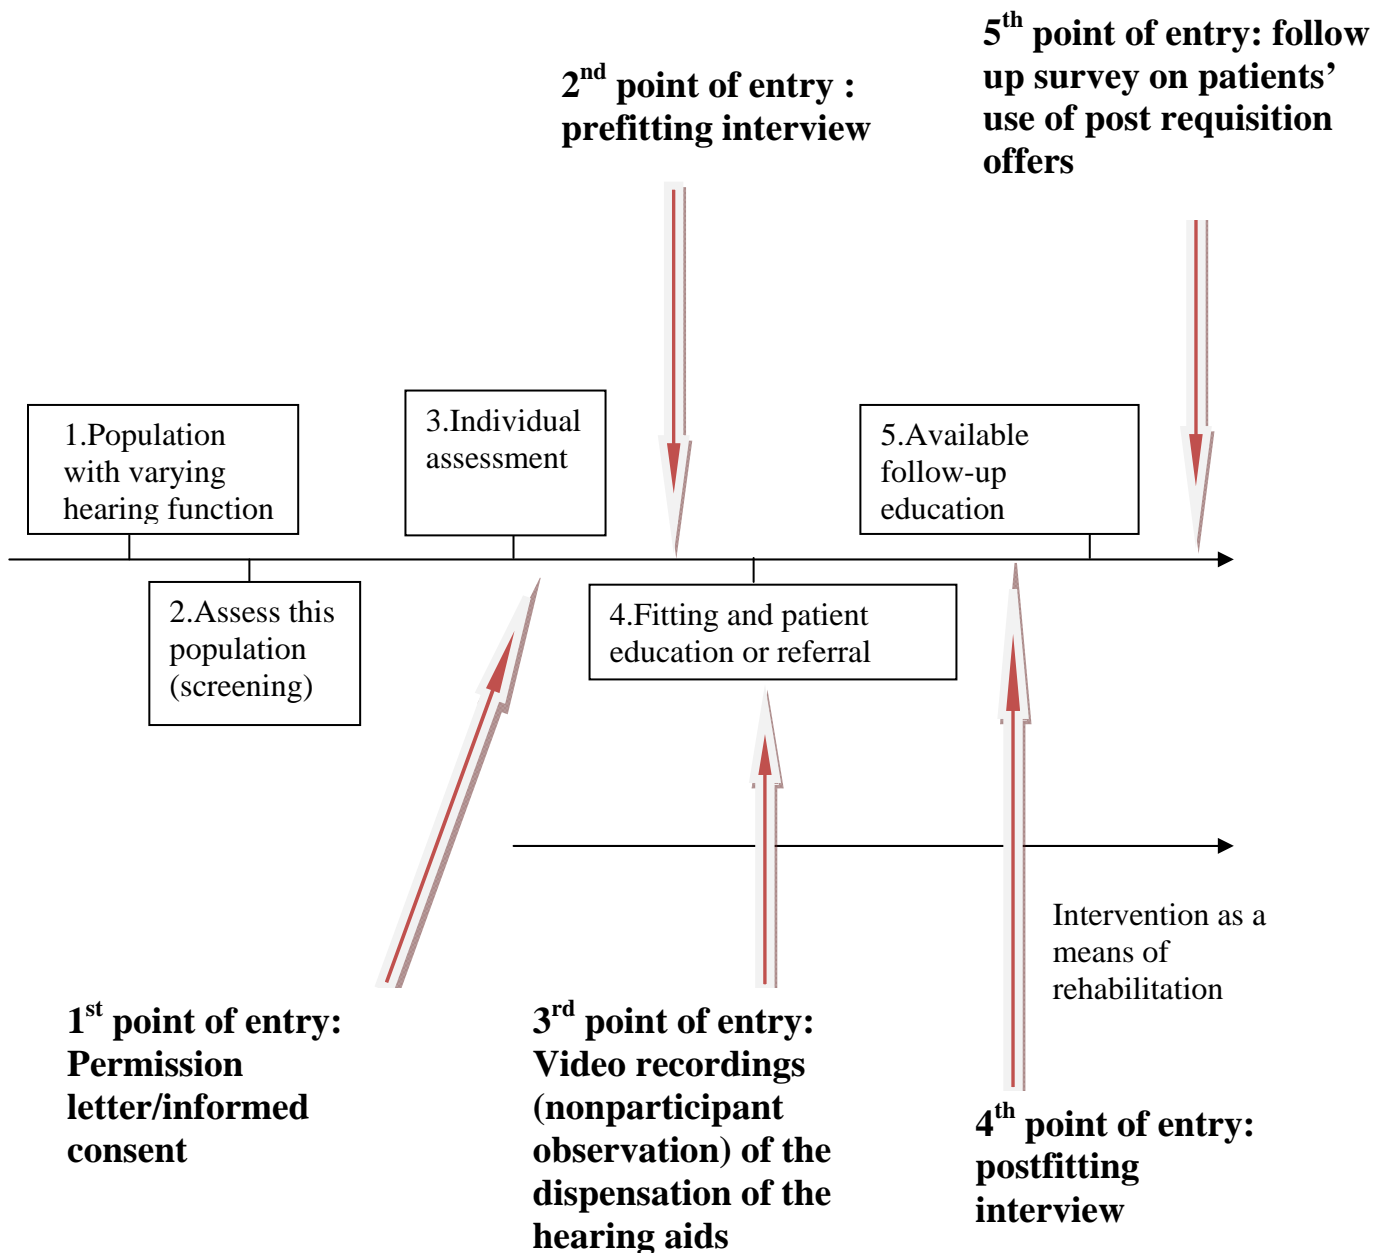 5th point of entry: follow
up survey on patients’
use of post requisition
offers
2nd point of entry :
prefitting interview
1.Population
with varying
hearing function
3.Individual
assessment
5.Available
follow-up
education
2.Assess this
population
(screening)
4.Fitting and patient
education or referral
Intervention as a
means of
rehabilitation
1st point of entry:
Permission
letter/informed
consent
3rd point of entry:
Video recordings
(nonparticipant
observation) of the
dispensation of the
hearing aids
4th point of entry:
postfitting
interview